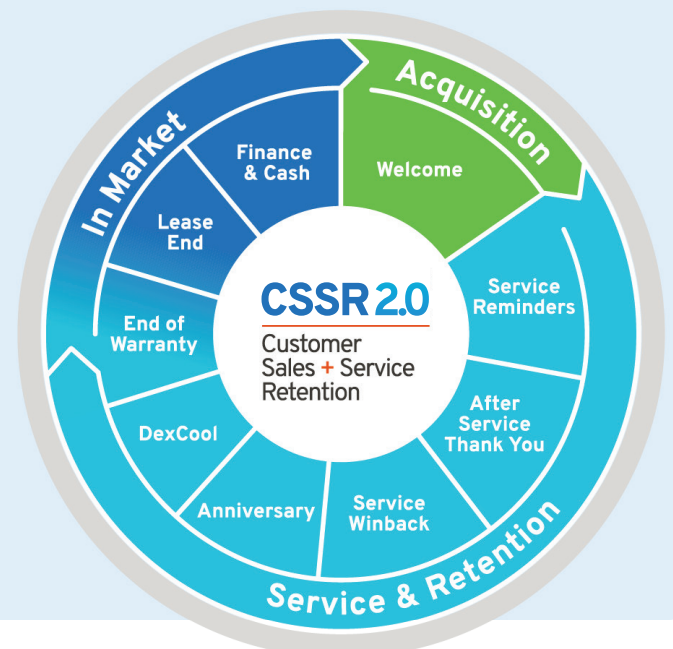 CSSR 2.0
Customer
Sales + Service
Retention
Acquisition
Welcome
Service & Retention
Service
Reminders
After
Service
Thank You
Service
Winback
Anniversary
DexCool
In Market
End of
Warranty
Lease
End
Finance
& Cash